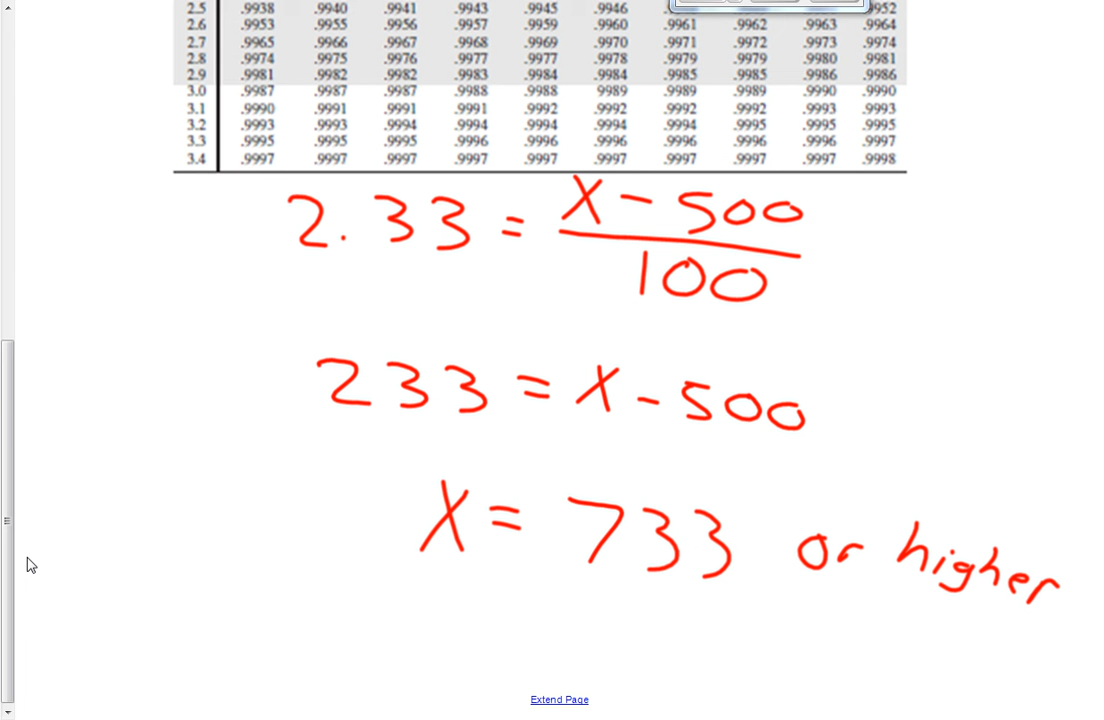 2.5 .9938 .9940 .9941 .9943 .9945 .9946 .9952
2.6 .9953 .9955 .9956 .9957 .9959 .9960 .9961 .9962 .9963 .9964
2.7 .9965 .9966 .9967 .9968 .9969 .9970 .9971 .9972 .9973 .9974
2.8 .9974 .9975 .9976 .9977 .9977 .9978 .9979 .9979 .9980 .9981
2.9 .9981 .9982 .9982 .9983 .9984 .9984 .9985 .9985 .9986 .9986
3.0 .9987 .9987 .9987 .9988 .9988 .9989 .9989 .9989 .9990 .9990
3.1 .9990 .9991 .9991 .9991 .9992 .9992 .9992 .9992 .9993 .9993
3.2 .9993 .9993 .9994 .9994 .9994 .9994 .9994 .9995 .9995 .9995
3.3 .9995 .9995 .9995 .9996 .9996 .9996 .9996 .9996 .9996 .9997
3.4 .9997 .9997 .9997 .9997 .9997 .9997 .9997 .9997 .9997 .9998
2.33 = X - 500
100
233 = X - 500
X = 733 or higher
Extend Page